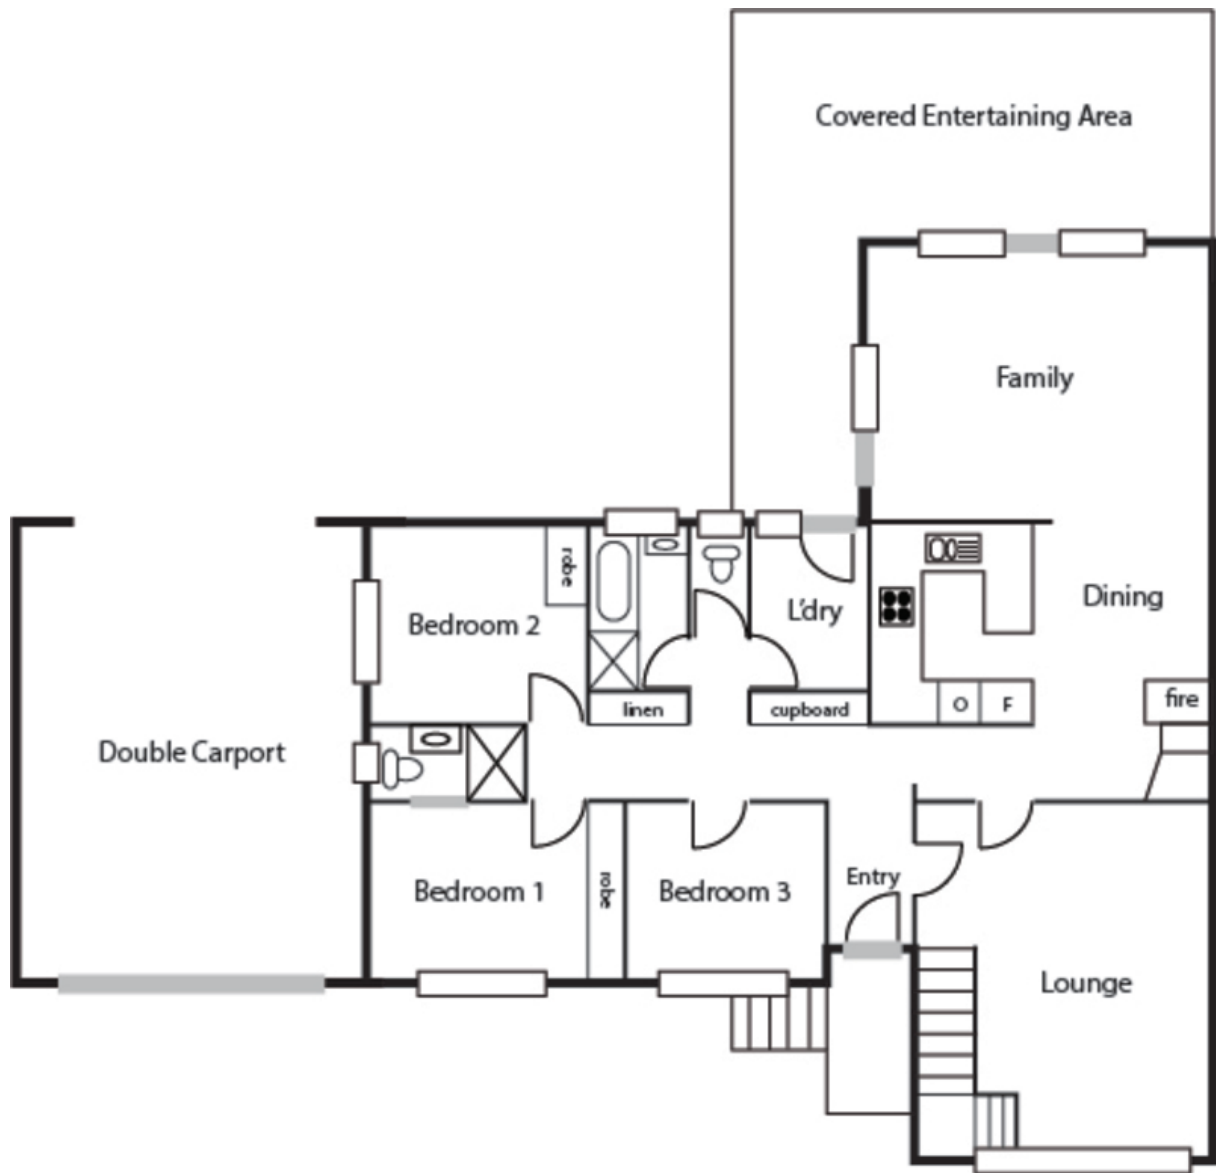 Covered Entertaining Area
Family
robe
Bedroom 2
L'dry
Dining
linen
cupboard
O
F
fire
Double Carport
Bedroom 1
robe
Bedroom 3
Entry
Lounge